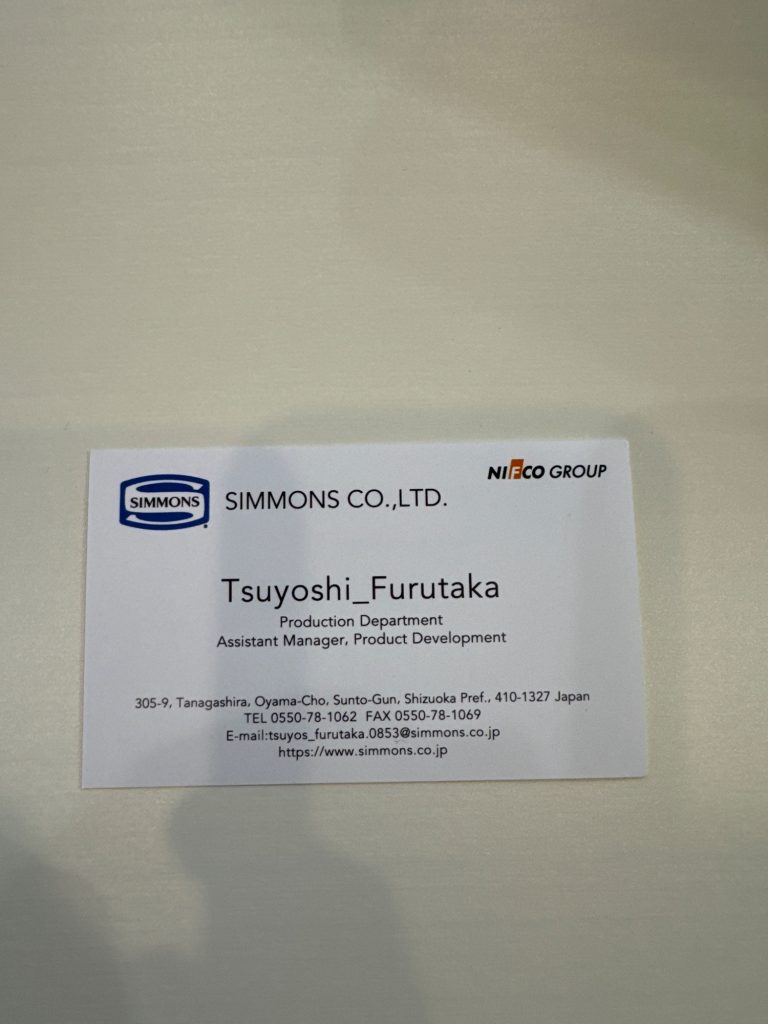 SIMMONS
SIMMONS CO.,LTD.
NIFCO GROUP
Tsuyoshi_Furutaka
Production Department
Assistant Manager, Product Development
305-9, Tanagashira, Oyama-Cho, Sunto-Gun, Shizuoka Pref., 410-1327 Japan
TEL 0550-78-1062 FAX 0550-78-1069
E-mail:tsuyos_furutaka.0853@simmons.co.jp
https://www.simmons.co.jp